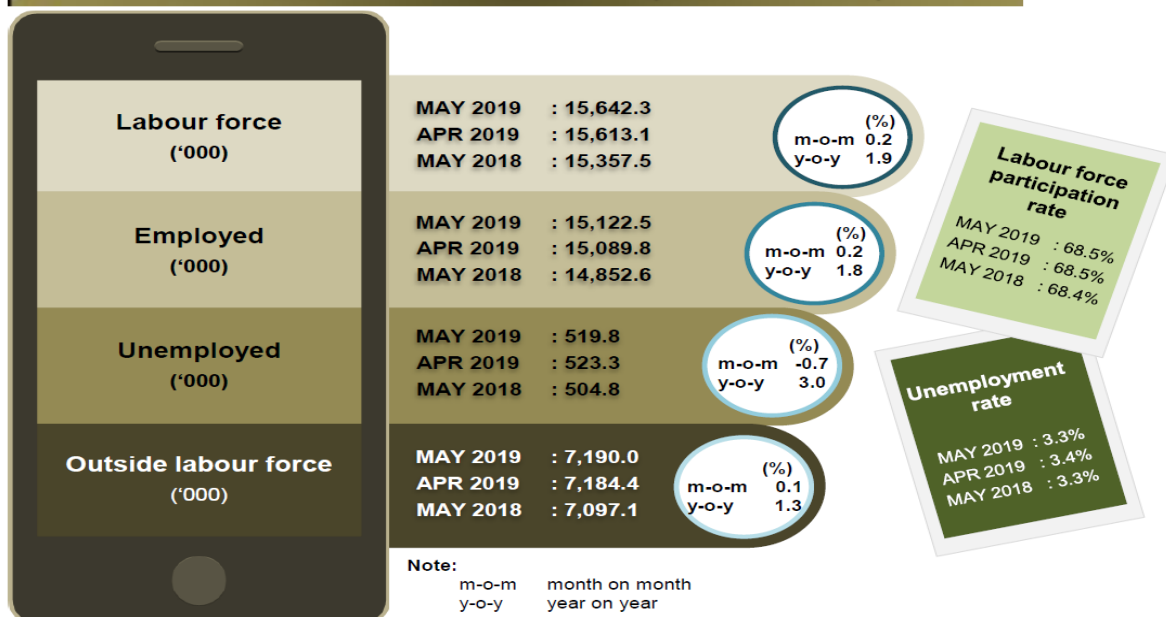 Labour force
(‘000)
MAY 2019 : 15,642.3
APR 2019 : 15,613.1
MAY 2018 : 15,357.5
(%)
m-o-m 0.2
y-o-y 1.9
Employed
(‘000)
MAY 2019 : 15,122.5
APR 2019 : 15,089.8
MAY 2018 : 14,852.6
(%)
m-o-m 0.2
y-o-y 1.8
Unemployed
(‘000)
MAY 2019 : 519.8
APR 2019 : 523.3
MAY 2018 : 504.8
(%)
m-o-m -0.7
y-o-y 3.0
Outside labour force
(‘000)
MAY 2019 : 7,190.0
APR 2019 : 7,184.4
MAY 2018 : 7,097.1
(%)
m-o-m 0.1
y-o-y 1.3
Labour force
participation
rate
MAY 2019 : 68.5%
APR 2019 : 68.5%
MAY 2018 : 68.4%
Unemployment
rate
MAY 2019 : 3.3%
APR 2019 : 3.4%
MAY 2018 : 3.3%
Note:
m-o-m month on month
y-o-y year on year